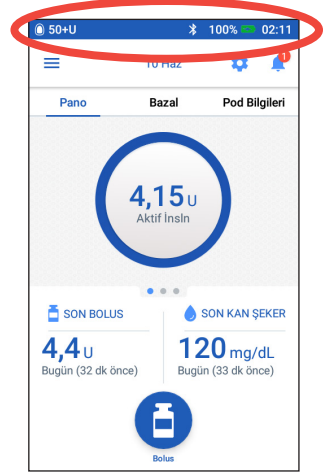 50+U 100% 02:11
10 Haz 1
Pano Bazal Pod Bilgileri
4,15 U
Aktif İnsln
SON BOLUS SON KAN ŞEKER
4,4 U 120 mg/dL
Bugün (32 dk önce) Bugün (33 dk önce)
Bolus